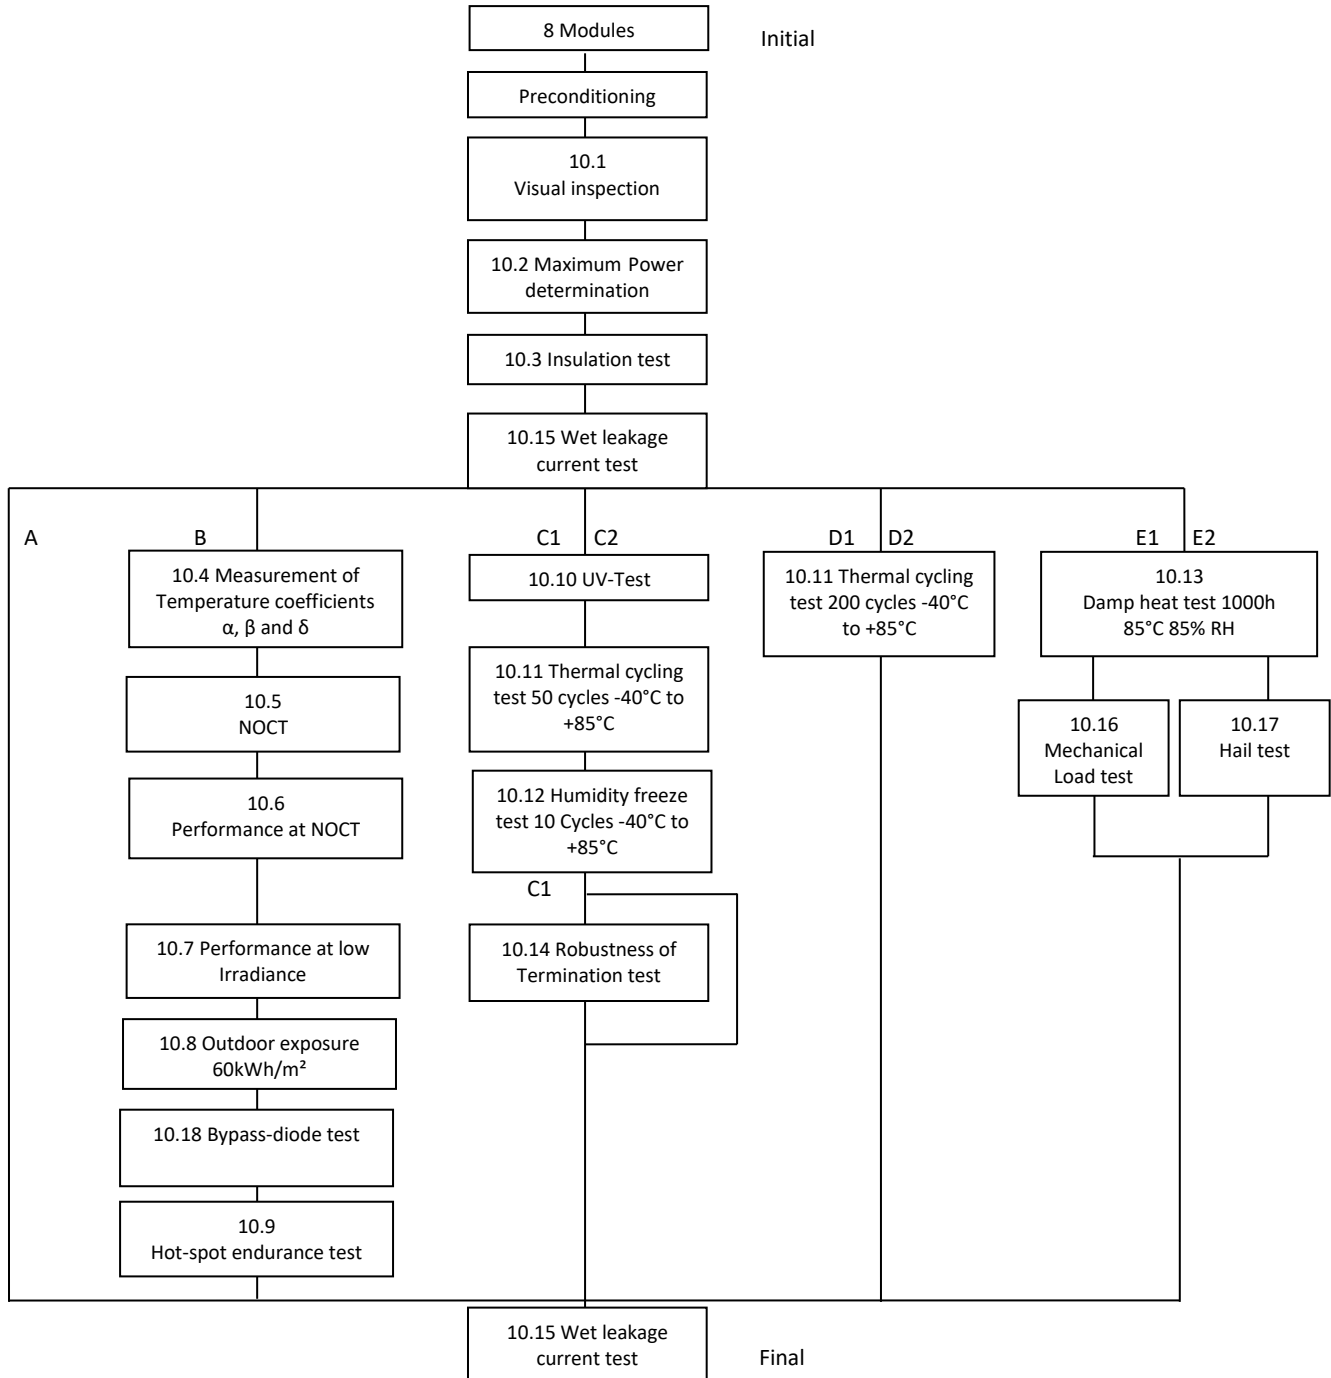 8 Modules
Initial
Preconditioning
10.1
Visual inspection
10.2 Maximum Power
determination
10.3 Insulation test
10.15 Wet leakage
current test
A
B
10.4 Measurement of
Temperature coefficients
α, β and δ
10.5
NOCT
10.6
Performance at NOCT
10.7 Performance at low
Irradiance
10.8 Outdoor exposure
60kWh/m²
10.18 Bypass-diode test
10.9
Hot-spot endurance test
C1
C2
10.10 UV-Test
10.11 Thermal cycling
test 50 cycles -40°C to
+85°C
10.12 Humidity freeze
test 10 Cycles -40°C to
+85°C
C1
10.14 Robustness of
Termination test
D1
D2
10.11 Thermal cycling
test 200 cycles -40°C
to +85°C
E1
E2
10.13
Damp heat test 1000h
85°C 85% RH
10.16
Mechanical
Load test
10.17
Hail test
10.15 Wet leakage
current test
Final